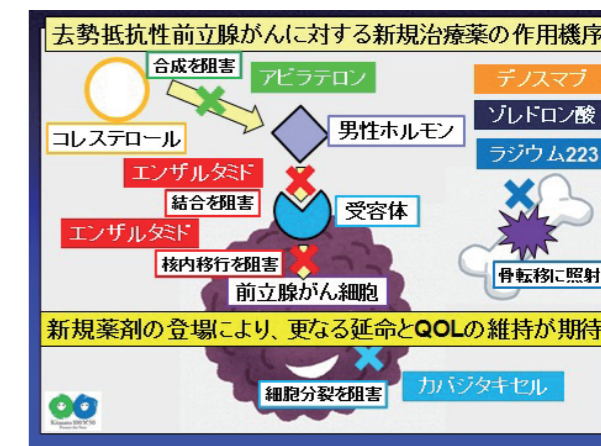 去勢抵抗性前立腺がんに対する新規治療薬の作用機序
合成を阻害
アビラテロン
デノスマブ
コレステロール
男性ホルモン
ゾレドロン酸
エンザルタミド
ラジウム223
結合を阻害
受容体
エンザルタミド
核内移行を阻害
骨転移に照射
前立腺がん細胞
新規薬剤の登場により、更なる延命とQOLの維持が期待
細胞分裂を阻害
カバジタキセル